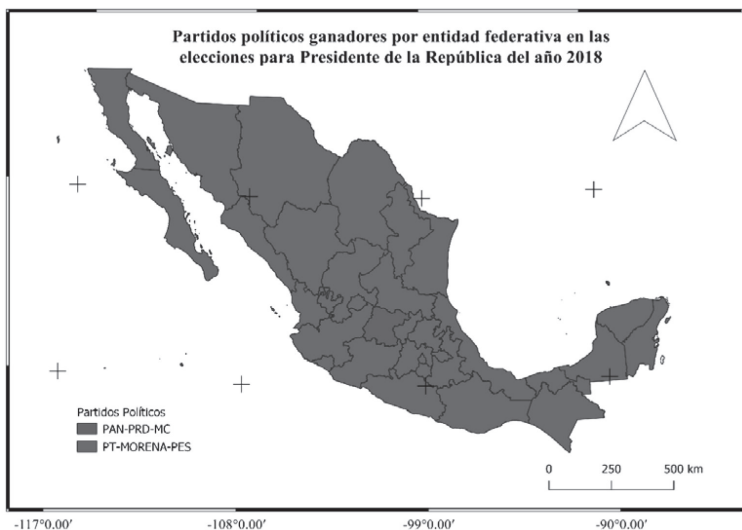 Partidos políticos ganadores por entidad federativa en las
elecciones para Presidente de la República del año 2018
Partidos Políticos
PAN-PRD-MC
PT-MORENA-PES
0 250 500 km
-117°0.00' -108°0.00' -99°0.00' -90°0.00'